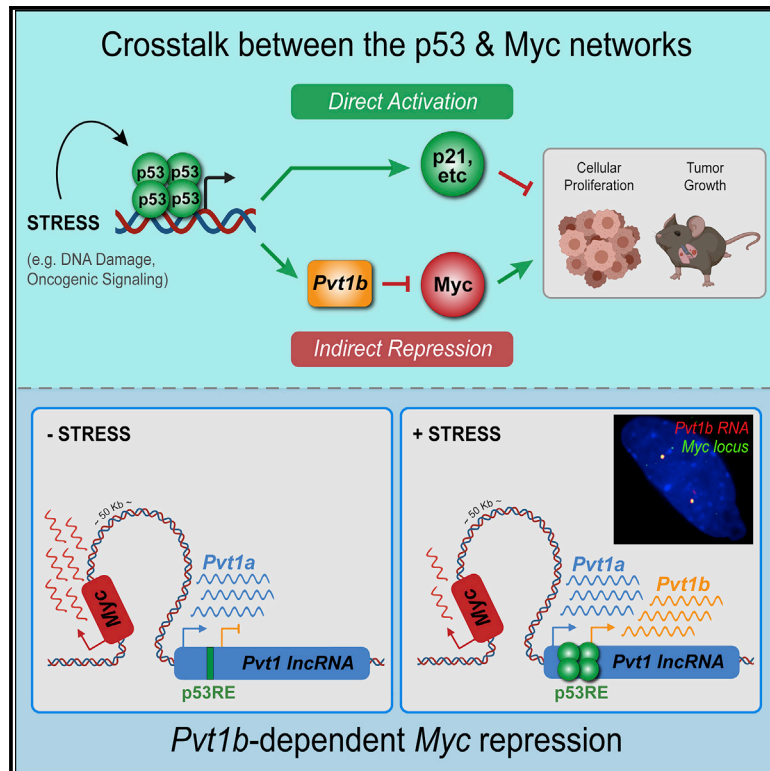 Crosstalk between the p53 & Myc networks
Direct Activation
p53 p53
p53 p53
STRESS
(e.g. DNA Damage,
Oncogenic Signaling)
p21,
etc
Pvt1b
Myc
Indirect Repression
Cellular
Proliferation
Tumor
Growth
- STRESS
~ 50 Kb ~
Myc
Pvt1a
Pvt1 lncRNA
p53RE
+ STRESS
Pvt1b RNA
Myc locus
~ 50 Kb ~
Myc
Pvt1a
Pvt1b
Pvt1 lncRNA
p53RE
Pvt1b-dependent Myc repression